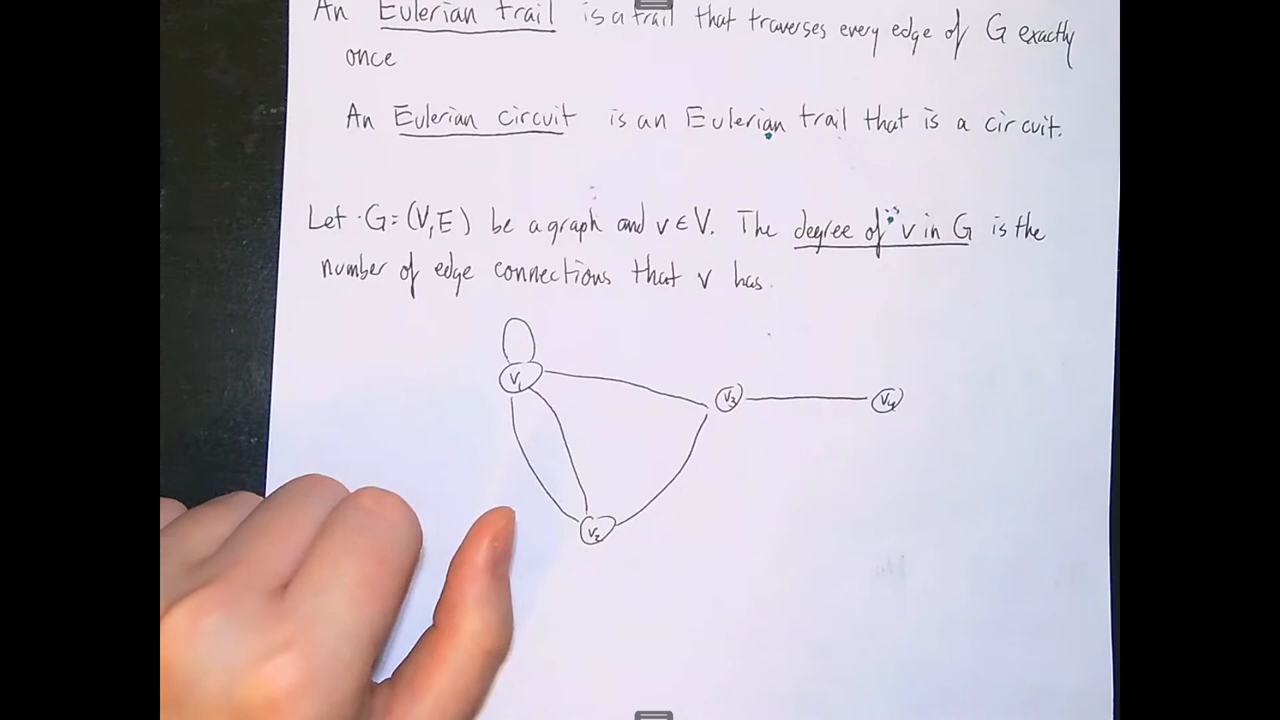 An Eulerian trail is a trail that traverses every edge of G exactly
once
An Eulerian circuit is an Eulerian trail that is a circuit.
Let G=(V,E) be a graph and v ∈ V. The degree of v in G is the
number of edge connections that v has.
v₁
v₃
v₄
v₂